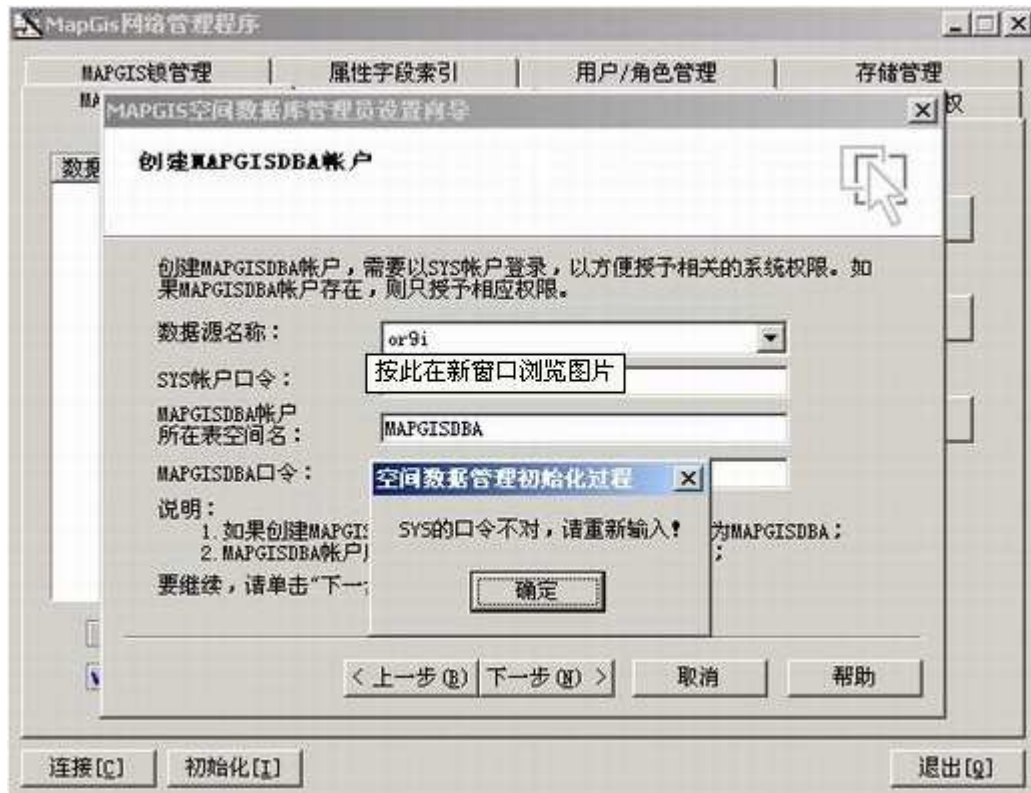 MapGis网络管理程序
MAPGIS锁管理 属性字段索引 用户/角色管理 存储管理
MA MAPGIS空间数据库管理员设置向导 权
数据
创建MAPGISDBA帐户
创建MAPGISDBA帐户，需要以SYS帐户登录，以方便授予相关的系统权限。如
果MAPGISDBA帐户存在，则只授予相应权限。
数据源名称： or9i
按此在新窗口浏览图片
SYS帐户口令：
MAPGISDBA帐户
所在表空间名： MAPGISDBA
MAPGISDBA口令：
空间数据管理初始化过程
说明：
1.如果创建MAPGIS 为MAPGISDBA；
SYS的口令不对，请重新输入！
2.MAPGISDBA帐户 ；
要继续，请单击“下一
确定
< 上一步(B) 下一步(N) > 取消 帮助
连接[C] 初始化[I] 退出[Q]